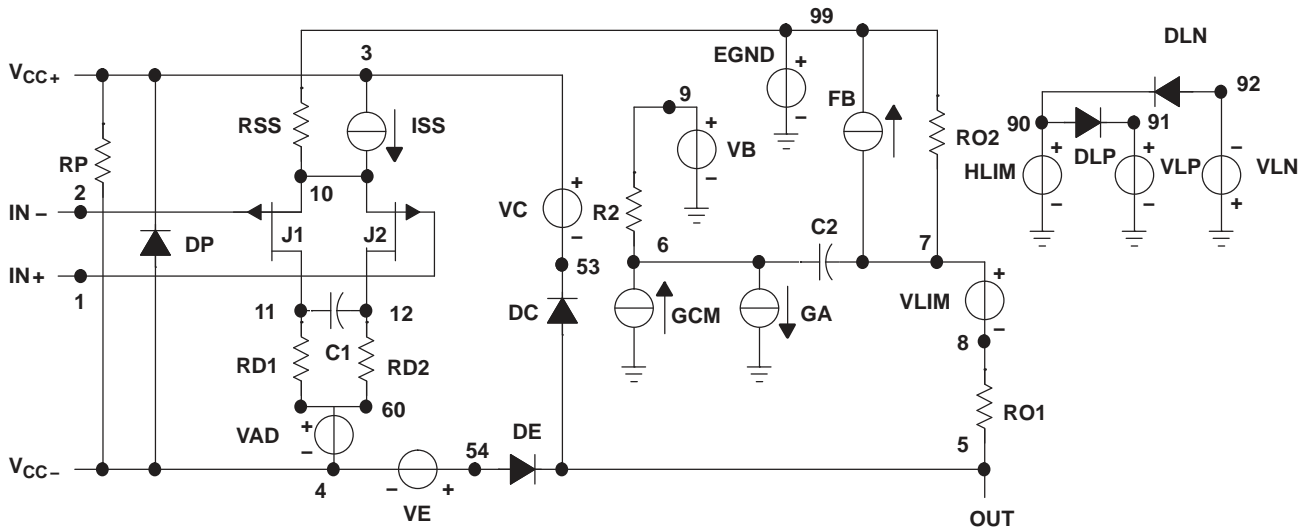 99
3
DLN
VCC+
EGND
FB
92
9
RSS
ISS
90
91
VB
RO2
RP
10
HLIM
DLP
VLP
VLN
2
VC
R2
C2
IN −
J1
J2
6
7
DP
53
IN+
1
11
12
DC
GCM
GA
VLIM
C1
8
RD1
RD2
60
RO1
VAD
54
DE
5
VCC−
4
VE
OUT
+
−
+
−
+
−
+
−
+
−
−
+
+
−
+
−
−
+